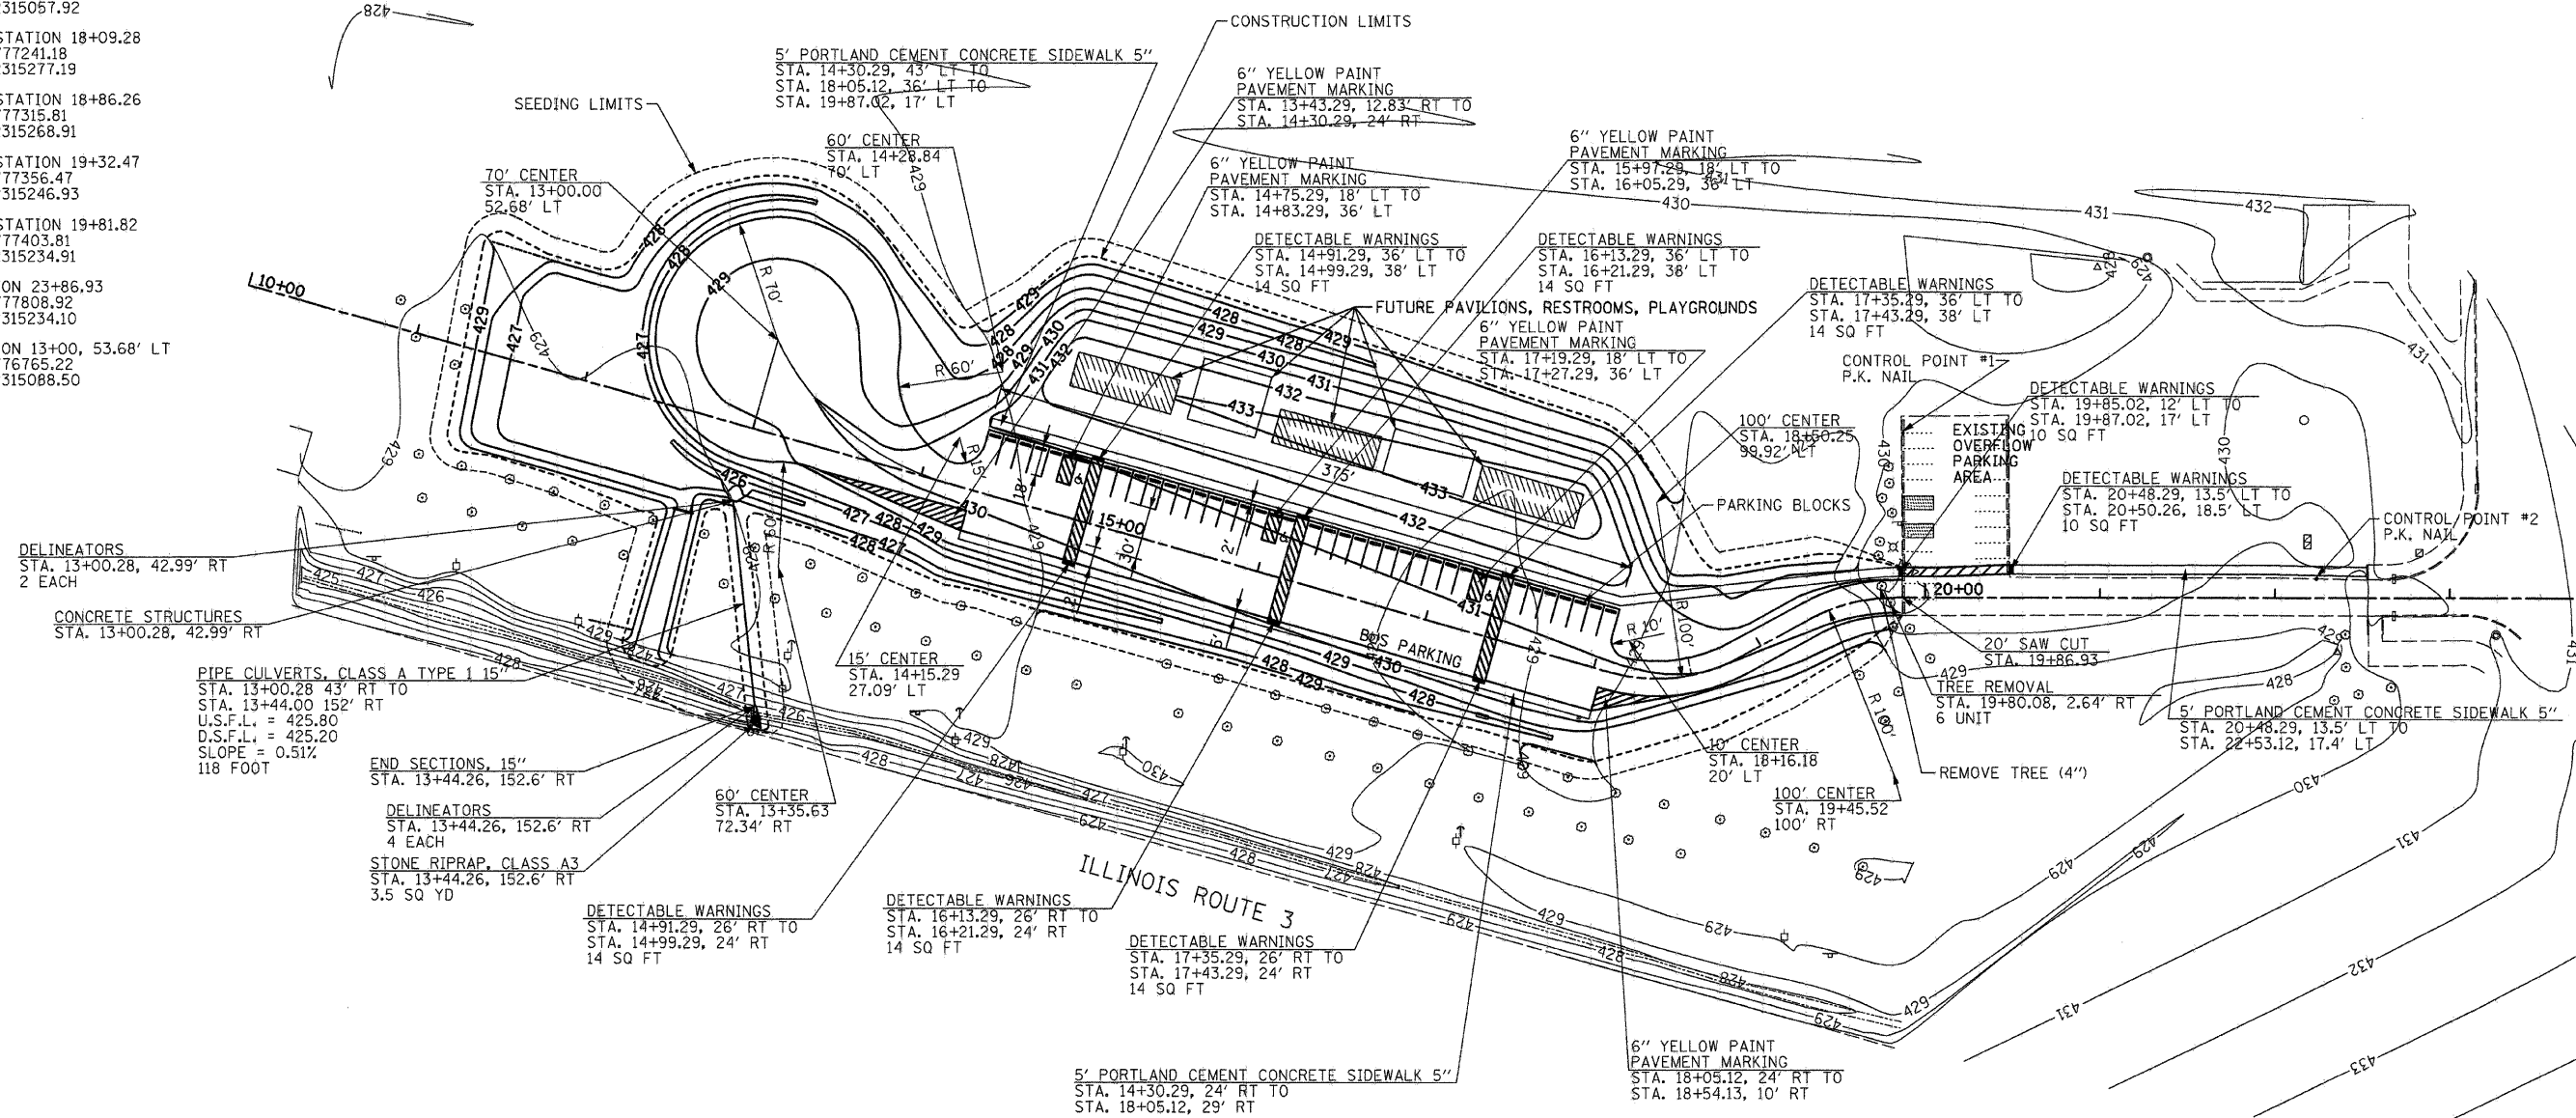 315057.92
STATION 18+09.28
777241.18
315277.19
STATION 18+86.26
777315.81
315268.91
STATION 19+32.47
777356.47
315246.93
STATION 19+81.82
777403.81
315234.91
ON 23+86.93
777808.92
315234.10
ON 13+00, 53.68' LT
776765.22
315088.50
428
SEEDING LIMITS
5' PORTLAND CEMENT CONCRETE SIDEWALK 5"
STA. 14+30.29, 43' LT TO
STA. 18+05.12, 36' LT TO
STA. 19+87.02, 17' LT
CONSTRUCTION LIMITS
6" YELLOW PAINT
PAVEMENT MARKING
STA. 13+43.29, 12.83' RT TO
STA. 14+30.29, 24' RT
70' CENTER
STA. 13+00.00
52.68' LT
60' CENTER
STA. 14+28.84
70' LT
6" YELLOW PAINT
PAVEMENT MARKING
STA. 14+75.29, 18' LT TO
STA. 14+83.29, 36' LT
6" YELLOW PAINT
PAVEMENT MARKING
STA. 15+97.29, 18' LT TO
STA. 16+05.29, 36' LT
DETECTABLE WARNINGS
STA. 14+91.29, 36' LT TO
STA. 14+99.29, 38' LT
14 SQ FT
DETECTABLE WARNINGS
STA. 16+13.29, 36' LT TO
STA. 16+21.29, 38' LT
14 SQ FT
FUTURE PAVILIONS, RESTROOMS, PLAYGROUNDS
6" YELLOW PAINT
PAVEMENT MARKING
STA. 17+19.29, 18' LT TO
STA. 17+27.29, 36' LT
DETECTABLE WARNINGS
STA. 17+35.29, 36' LT TO
STA. 17+43.29, 38' LT
14 SQ FT
CONTROL POINT #1
P.K. NAIL
DETECTABLE WARNINGS
STA. 19+85.02, 12' LT TO
STA. 19+87.02, 17' LT
10 SQ FT
EXISTING
OVERFLOW
PARKING
AREA
100' CENTER
STA. 18+50.25
99.92' LT
DETECTABLE WARNINGS
STA. 20+48.29, 13.5' LT TO
STA. 20+50.26, 18.5' LT
10 SQ FT
CONTROL POINT #2
P.K. NAIL
PARKING BLOCKS
10+00
R 70'
R 60'
R 15'
18'
375'
15+00
30'
2'
2'
6'
BUS PARKING
R 10'
R 100'
R 100'
R 60'
20+00
DELINEATORS
STA. 13+00.28, 42.99' RT
2 EACH
CONCRETE STRUCTURES
STA. 13+00.28, 42.99' RT
PIPE CULVERTS, CLASS A TYPE 1 15"
STA. 13+00.28 43' RT TO
STA. 13+44.00 152' RT
U.S.F.L. = 425.80
D.S.F.L. = 425.20
SLOPE = 0.51%
118 FOOT
END SECTIONS, 15"
STA. 13+44.26, 152.6' RT
DELINEATORS
STA. 13+44.26, 152.6' RT
4 EACH
STONE RIPRAP, CLASS A3
STA. 13+44.26, 152.6' RT
3.5 SQ YD
60' CENTER
STA. 13+35.63
72.34' RT
15' CENTER
STA. 14+15.29
27.09' LT
20' SAW CUT
STA. 19+86.93
TREE REMOVAL
STA. 19+80.08, 2.64' RT
6 UNIT
5' PORTLAND CEMENT CONCRETE SIDEWALK 5"
STA. 20+48.29, 13.5' LT TO
STA. 22+53.12, 17.4' LT
REMOVE TREE (4")
10' CENTER
STA. 18+16.18
20' LT
100' CENTER
STA. 19+45.52
100' RT
ILLINOIS ROUTE 3
DETECTABLE WARNINGS
STA. 14+91.29, 26' RT TO
STA. 14+99.29, 24' RT
14 SQ FT
DETECTABLE WARNINGS
STA. 16+13.29, 26' RT TO
STA. 16+21.29, 24' RT
14 SQ FT
DETECTABLE WARNINGS
STA. 17+35.29, 26' RT TO
STA. 17+43.29, 24' RT
14 SQ FT
5' PORTLAND CEMENT CONCRETE SIDEWALK 5"
STA. 14+30.29, 24' RT TO
STA. 18+05.12, 29' RT
6" YELLOW PAINT
PAVEMENT MARKING
STA. 18+05.12, 24' RT TO
STA. 18+54.13, 10' RT